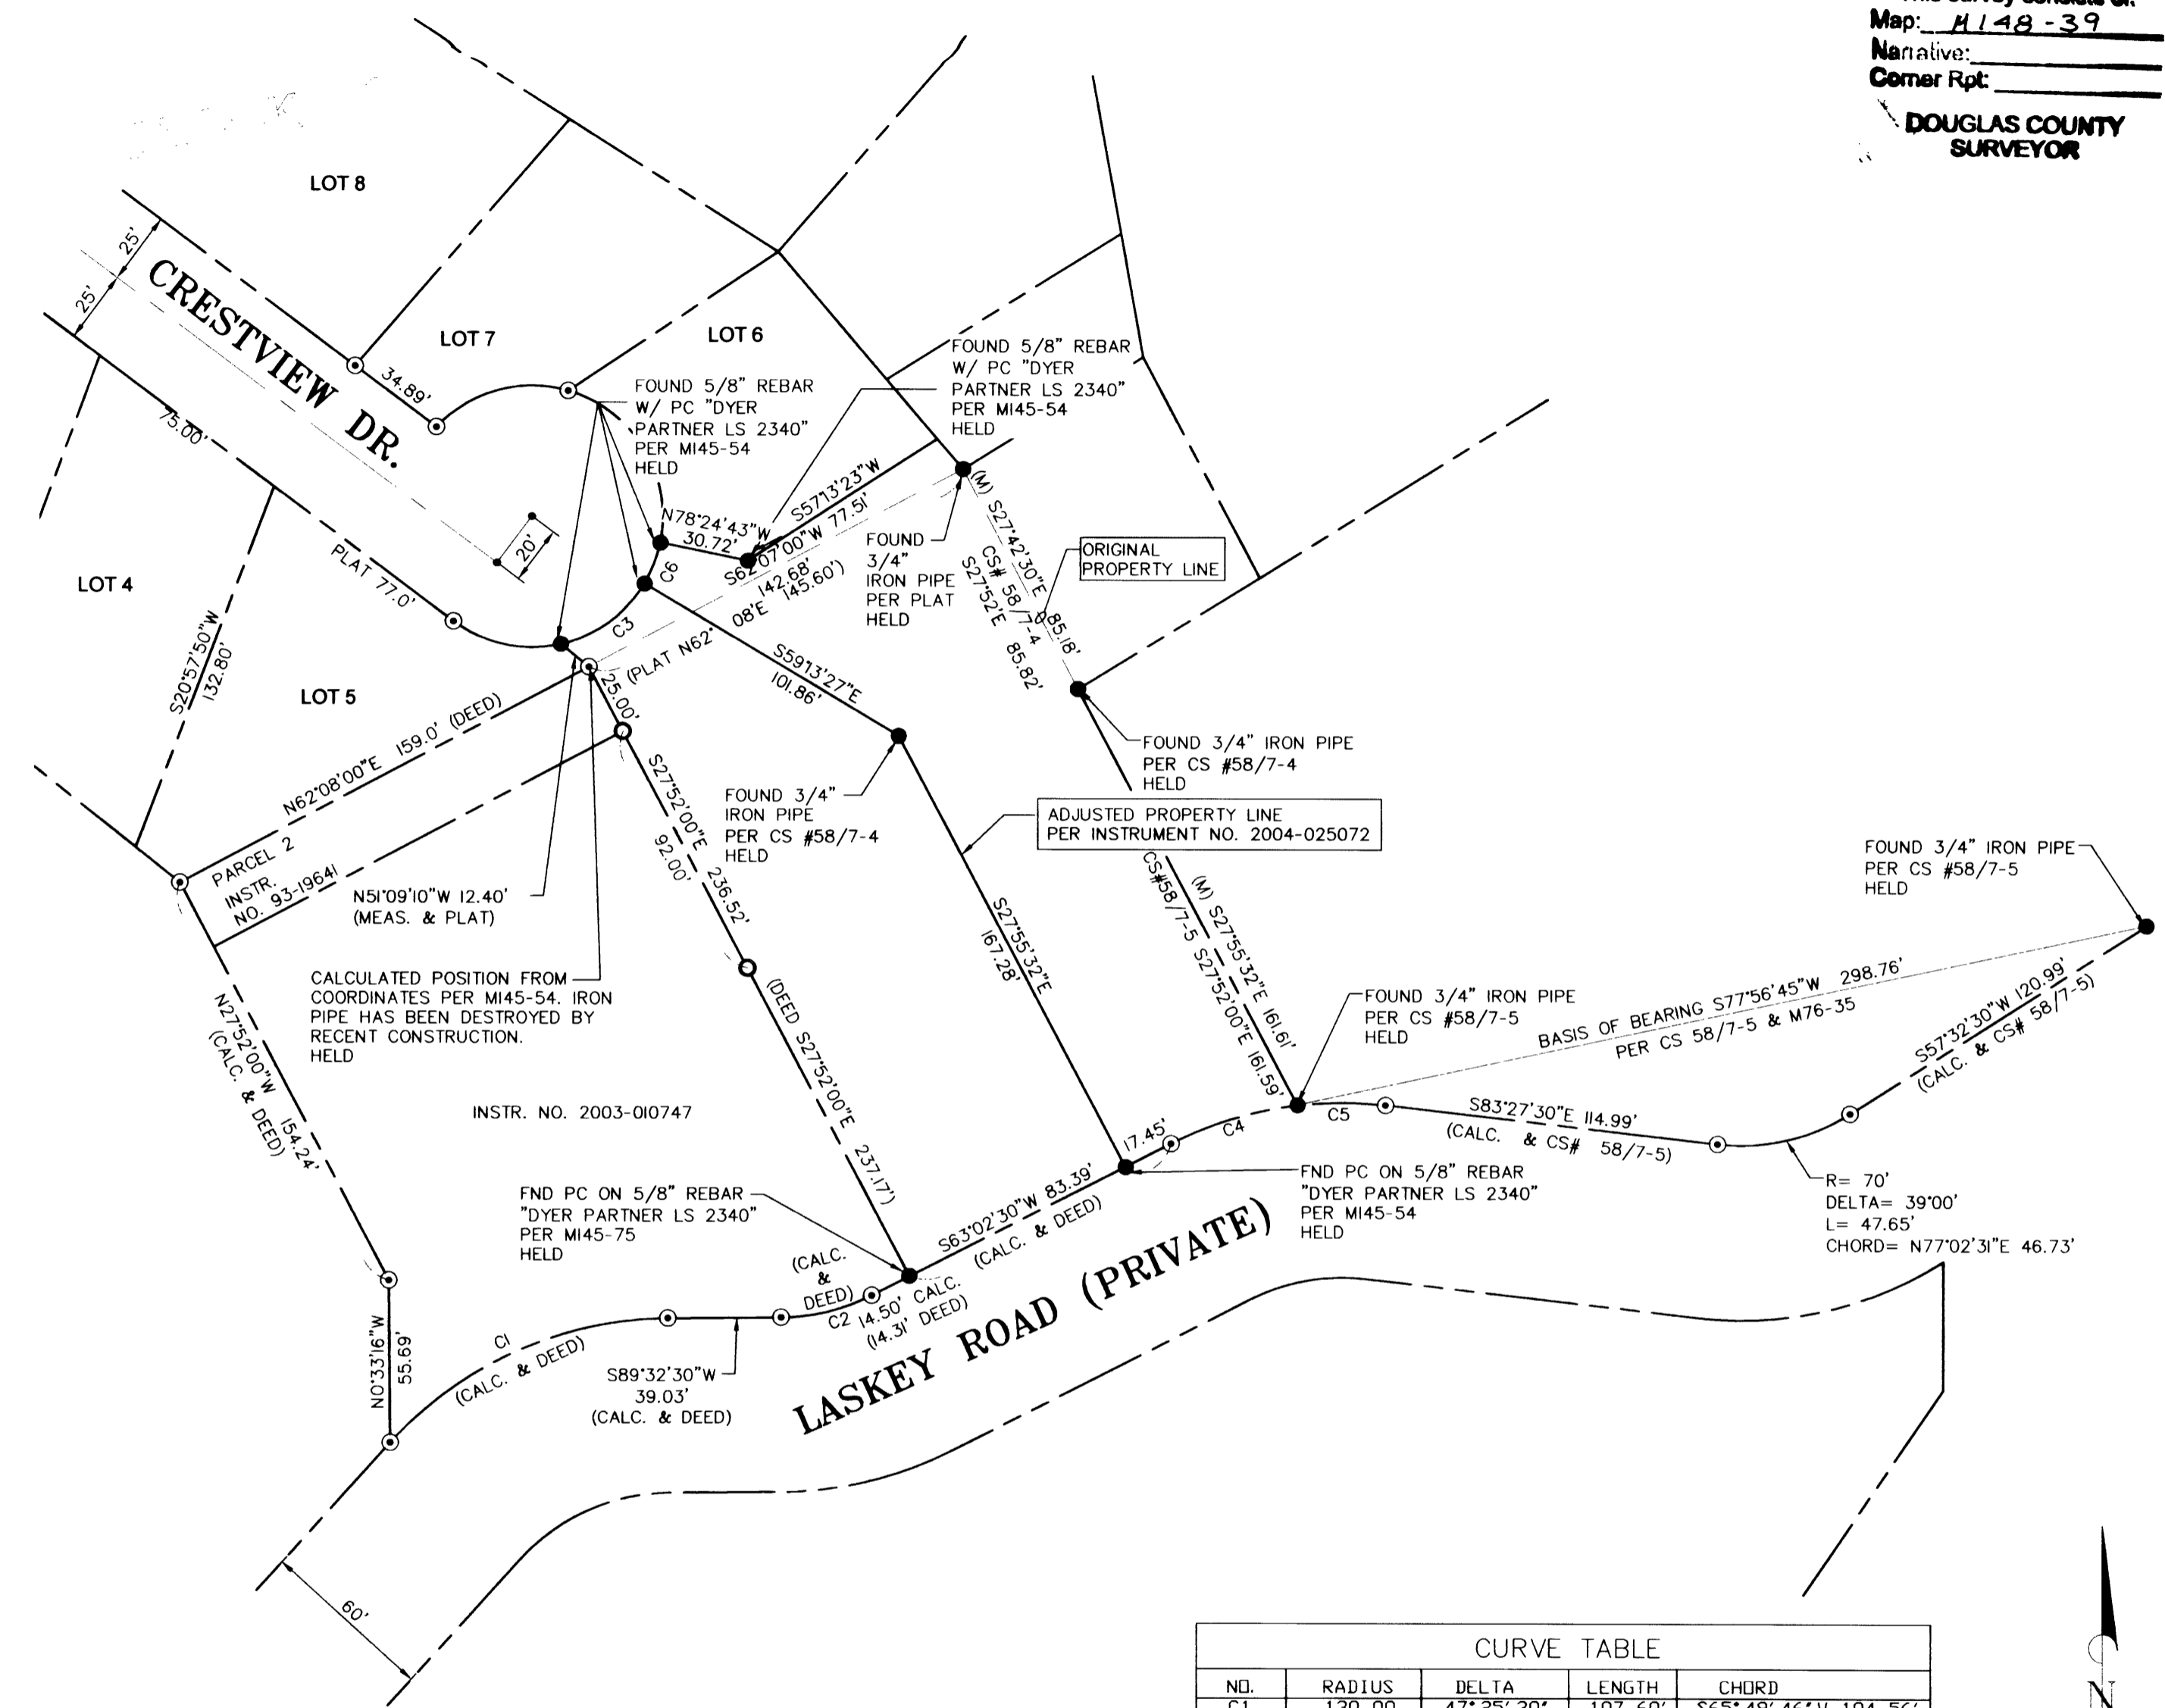 Map: M148-39
Narrative:
Corner Rpt:
DOUGLAS COUNTY
SURVEYOR
LOT 8
25'
25'
CRESTVIEW DR.
LOT 7
LOT 6
34.89'
75.00'
FOUND 5/8" REBAR
W/ PC "DYER
PARTNER LS 2340"
PER M145-54
HELD
FOUND 5/8" REBAR
W/ PC "DYER
PARTNER LS 2340"
PER M145-54
HELD
S57°13'23"W
77.51'
N78°24'43"W
30.72'
S62°07'00"W
142.68'
(PLAT N62° 08'E 145.60')
FOUND
3/4"
IRON PIPE
PER PLAT
HELD
(M) S27°42'30"E 85.18'
CS# 58/7-4
S27°52'E 85.82'
ORIGINAL
PROPERTY LINE
20'
PLAT 77.0'
LOT 4
C6
C3
S20°57'50"W
132.80'
LOT 5
25.00'
S59°13'27"E
101.86'
N62°08'00"E 159.0' (DEED)
PARCEL 2
INSTR.
NO. 93-19641
FOUND 3/4" IRON PIPE
PER CS #58/7-4
HELD
S27°52'00"E 236.52'
92.00'
FOUND 3/4"
IRON PIPE
PER CS #58/7-4
HELD
ADJUSTED PROPERTY LINE
PER INSTRUMENT NO. 2004-025072
FOUND 3/4" IRON PIPE
PER CS #58/7-5
HELD
N51°09'10"W 12.40'
(MEAS. & PLAT)
CALCULATED POSITION FROM
COORDINATES PER M145-54. IRON
PIPE HAS BEEN DESTROYED BY
RECENT CONSTRUCTION.
HELD
S27°55'32"E
167.28'
(M) S27°55'32"E 161.61'
CS#58/7-5 S27°52'00"E 161.59'
(DEED S27°52'00"E 237.17')
N27°52'00"W 154.24'
(CALC. & DEED)
FOUND 3/4" IRON PIPE
PER CS #58/7-5
HELD
BASIS OF BEARING S77°56'45"W 298.76'
PER CS 58/7-5 & M76-35
S57°32'30"W 120.99'
(CALC. & CS# 58/7-5)
INSTR. NO. 2003-010747
C5
S83°27'30"E 114.99'
(CALC. & CS# 58/7-5)
17.45'
C4
FND PC ON 5/8" REBAR
"DYER PARTNER LS 2340"
PER M145-54
HELD
R= 70'
DELTA= 39°00'
L= 47.65'
CHORD= N77°02'31"E 46.73'
FND PC ON 5/8" REBAR
"DYER PARTNER LS 2340"
PER M145-75
HELD
S63°02'30"W 83.39'
(CALC. & DEED)
(CALC.
&
DEED)
C2
14.50' CALC.
(14.31' DEED)
LASKEY ROAD (PRIVATE)
N0°33'16"W
55.69'
C1
(CALC. & DEED)
S89°32'30"W
39.03'
(CALC. & DEED)
60'
CURVE TABLE
NO. RADIUS DELTA LENGTH CHORD
N